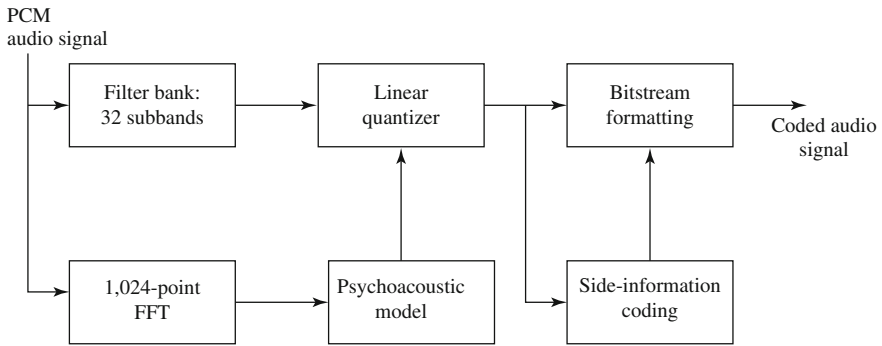 PCM
audio signal
Filter bank:
32 subbands
Linear
quantizer
Bitstream
formatting
Coded audio
signal
1,024-point
FFT
Psychoacoustic
model
Side-information
coding